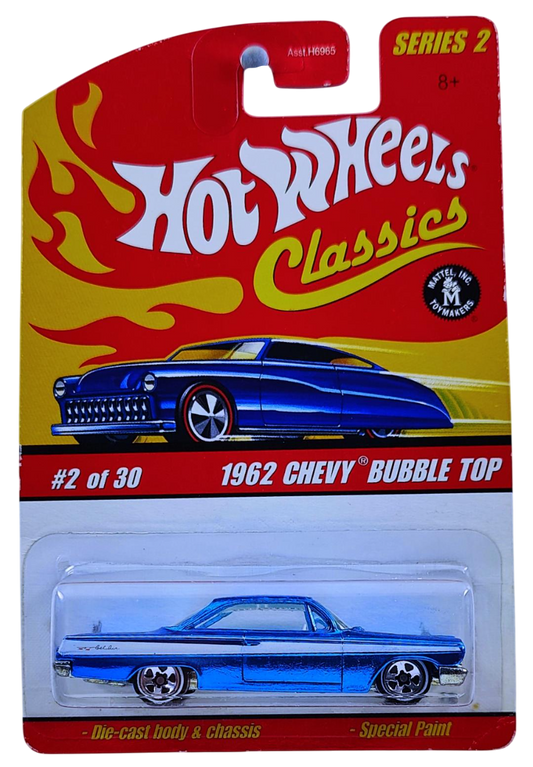 Asst.H6965
SERIES 2
8+
HOT WHEELS
Classics
MATTEL, INC.
M
TOYMAKERS
#2 of 30
1962 CHEVY® BUBBLE TOP
- Die-cast body & chassis
- Special Paint